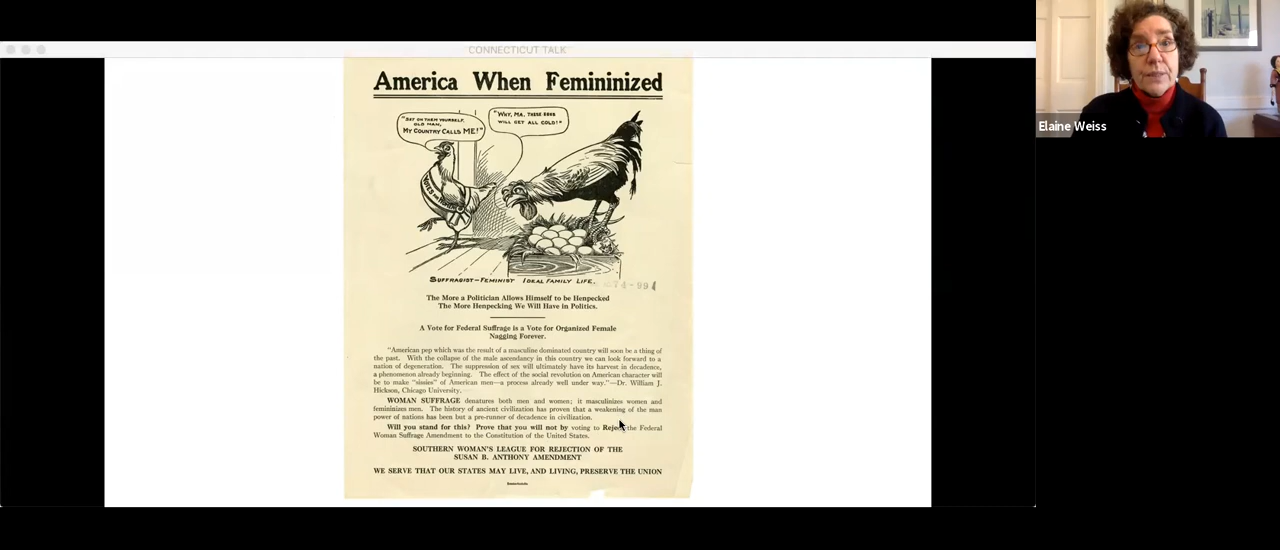 CONNECTICUT TALK
America When Femininized
"SET ON THEM YOURSELF,
OLD MAN,
MY COUNTRY CALLS ME!"
"WHY, MA, THESE EGGS
WILL GET ALL COLD!"
VOTES FOR
SUFFRAGIST-FEMINIST IDEAL FAMILY LIFE.
The More a Politician Allows Himself to be Henpecked
The More Henpecking We Will Have in Politics.
A Vote for Federal Suffrage is a Vote for Organized Female
Nagging Forever.
"American pep which was the result of a masculine dominated country will soon be a thing of
the past. With the collapse of the male ascendancy in this country we can look forward to a
nation of degeneration. The suppression of sex will ultimately have its harvest in decadence,
a phenomenon already beginning. The effect of the social revolution on American character will
be to make "sissies" of American men—a process already well under way."—Dr. William J.
Hickson, Chicago University.
WOMAN SUFFRAGE denatures both men and women; it masculinizes women and
femininizes men. The history of ancient civilization has proven that a weakening of the man
power of nations has been but a pre-runner of decadence in civilization.
Will you stand for this? Prove that you will not by voting to Reject the Federal
Woman Suffrage Amendment to the Constitution of the United States.
SOUTHERN WOMAN'S LEAGUE FOR REJECTION OF THE
SUSAN B. ANTHONY AMENDMENT
WE SERVE THAT OUR STATES MAY LIVE, AND LIVING, PRESERVE THE UNION
Elaine Weiss